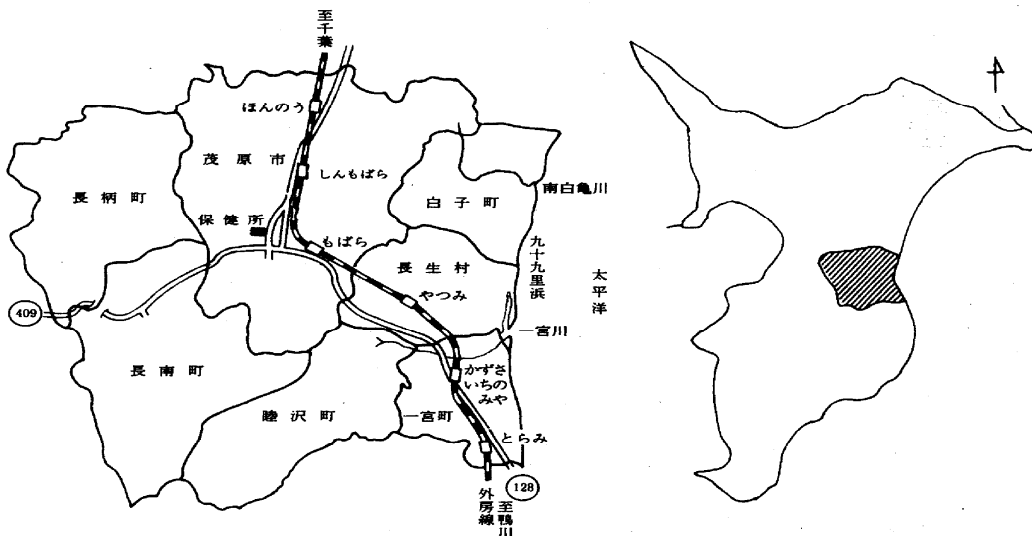 至千葉
ほんのう
茂原市
しんもばら
長柄町
白子町
南白亀川
保健所
もばら
長生村
九十九里浜
太平洋
やつみ
409
一宮川
長南町
かずさ
いちの
みや
睦沢町
一宮町
とらみ
128
外房線
至鴨川
4